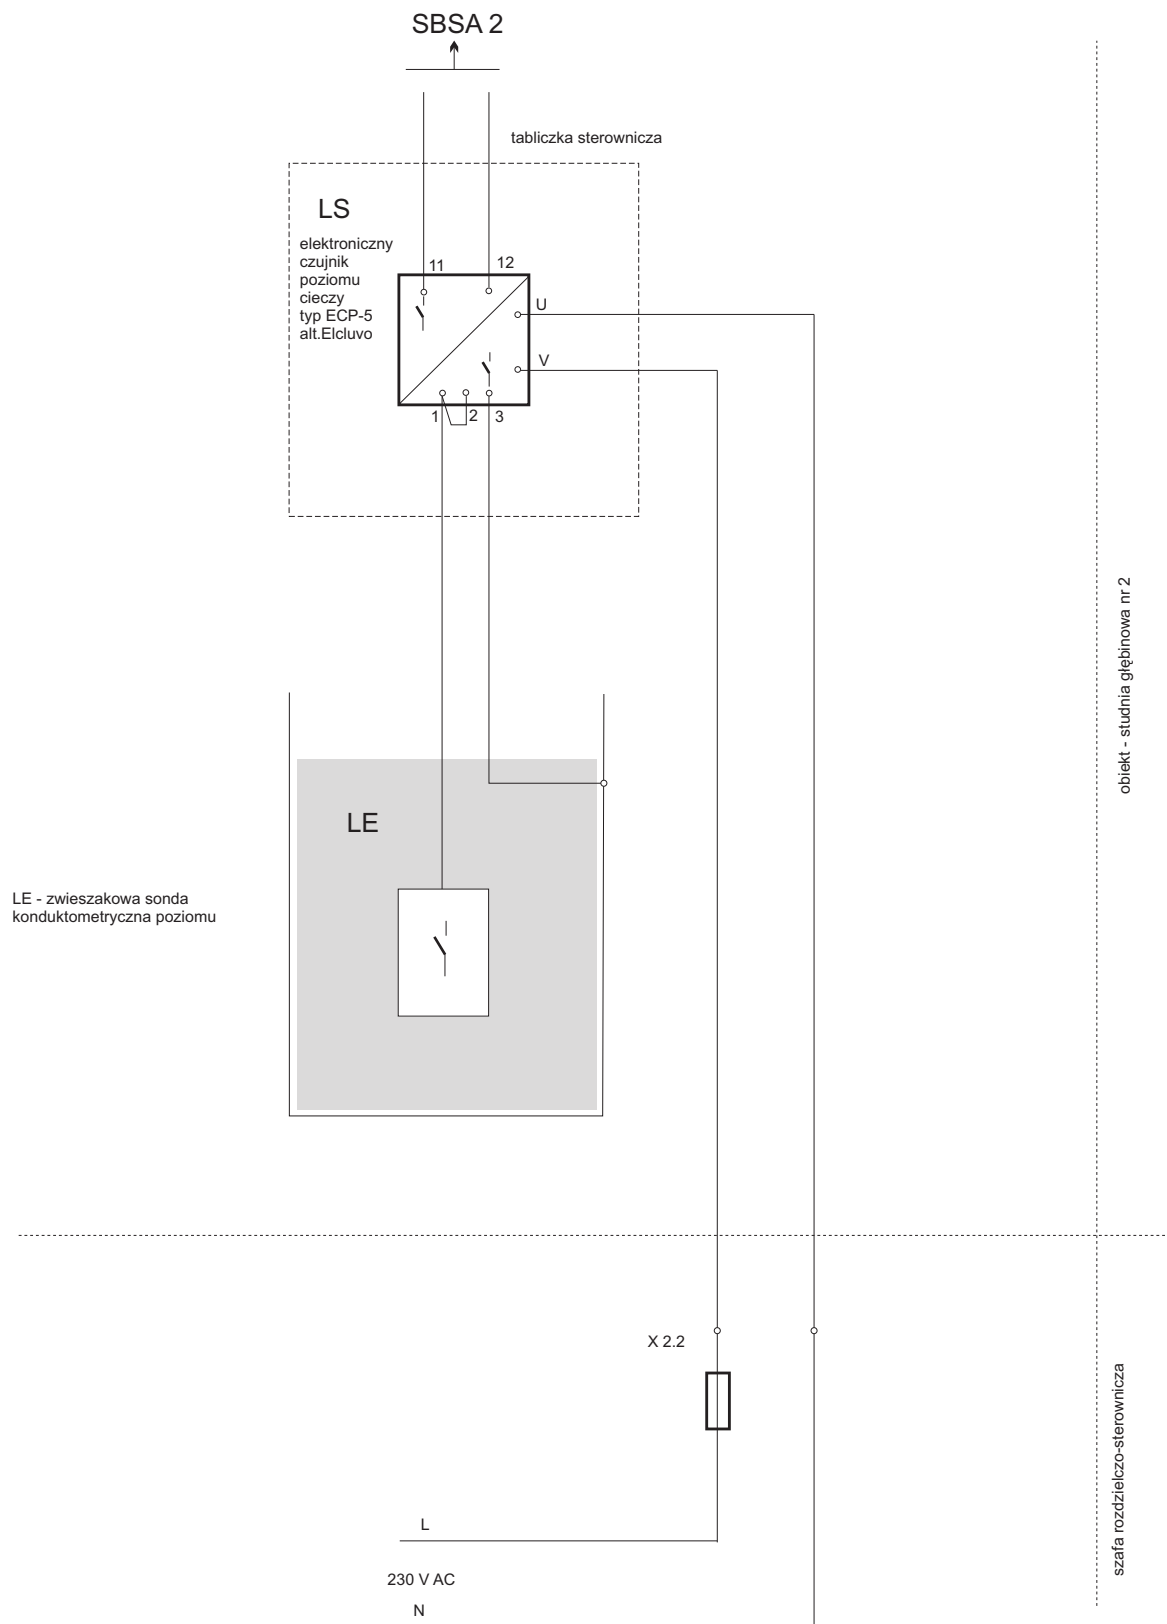 SBSA 2
tabliczka sterownicza
LS
elektroniczny
czujnik
poziomu
cieczy
typ ECP-5
alt.Elcluvo
11
12
U
V
1
2
3
obiekt - studnia głębinowa nr 2
LE
LE - zwieszakowa sonda
konduktometryczna poziomu
X 2.2
szafa rozdzielczo-sterownicza
L
230 V AC
N